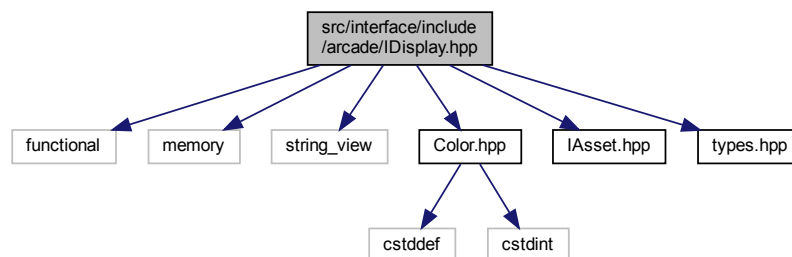 src/interface/include
/arcade/IDisplay.hpp
functional
memory
string_view
Color.hpp
IAsset.hpp
types.hpp
cstddef
cstdint